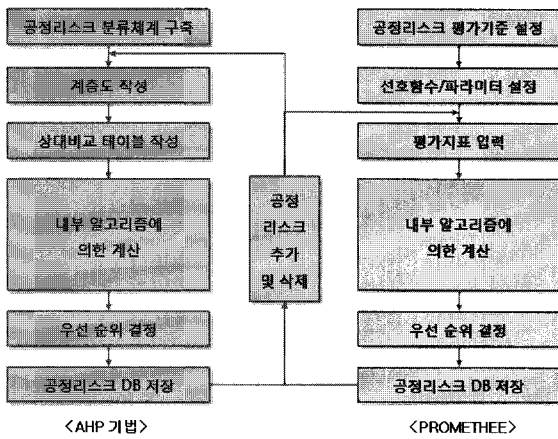 공정리스크 분류체계 구축
계층도 작성
상대비교 테이블 작성
내부 알고리즘에
의한 계산
우선 순위 결정
공정리스크 DB 저장
<AHP 기법>
공정
리스크
추가
및 삭제
공정리스크 평가기준 설정
선호함수/파라미터 설정
평가지표 입력
내부 알고리즘에
의한 계산
우선 순위 결정
공정리스크 DB 저장
<PROMETHEE>